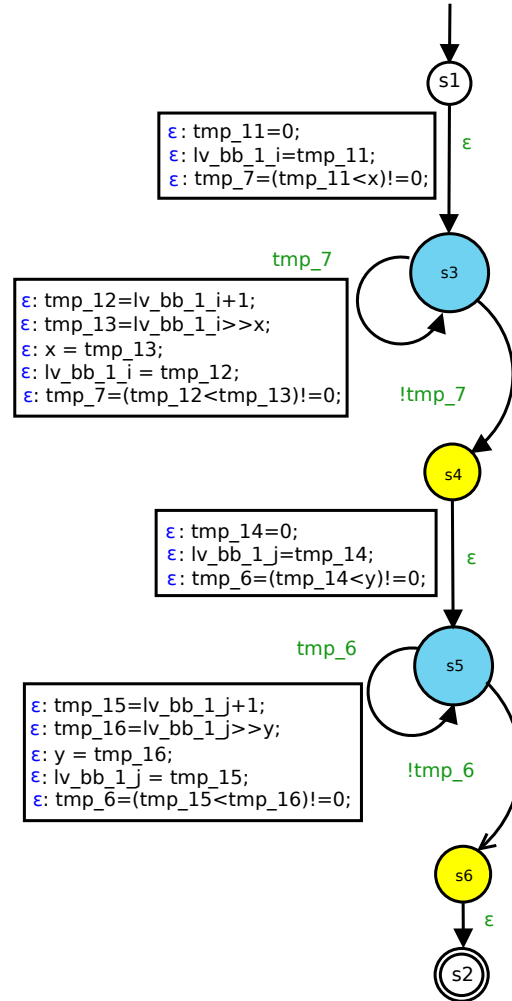 s1
ε: tmp_11=0;
ε: lv_bb_1_i=tmp_11;
ε: tmp_7=(tmp_11<x)!=0;
ε
tmp_7
s3
ε: tmp_12=lv_bb_1_i+1;
ε: tmp_13=lv_bb_1_i>>x;
ε: x = tmp_13;
ε: lv_bb_1_i = tmp_12;
ε: tmp_7=(tmp_12<tmp_13)!=0;
!tmp_7
s4
ε: tmp_14=0;
ε: lv_bb_1_j=tmp_14;
ε: tmp_6=(tmp_14<y)!=0;
ε
tmp_6
s5
ε: tmp_15=lv_bb_1_j+1;
ε: tmp_16=lv_bb_1_j>>y;
ε: y = tmp_16;
ε: lv_bb_1_j = tmp_15;
ε: tmp_6=(tmp_15<tmp_16)!=0;
!tmp_6
s6
ε
s2